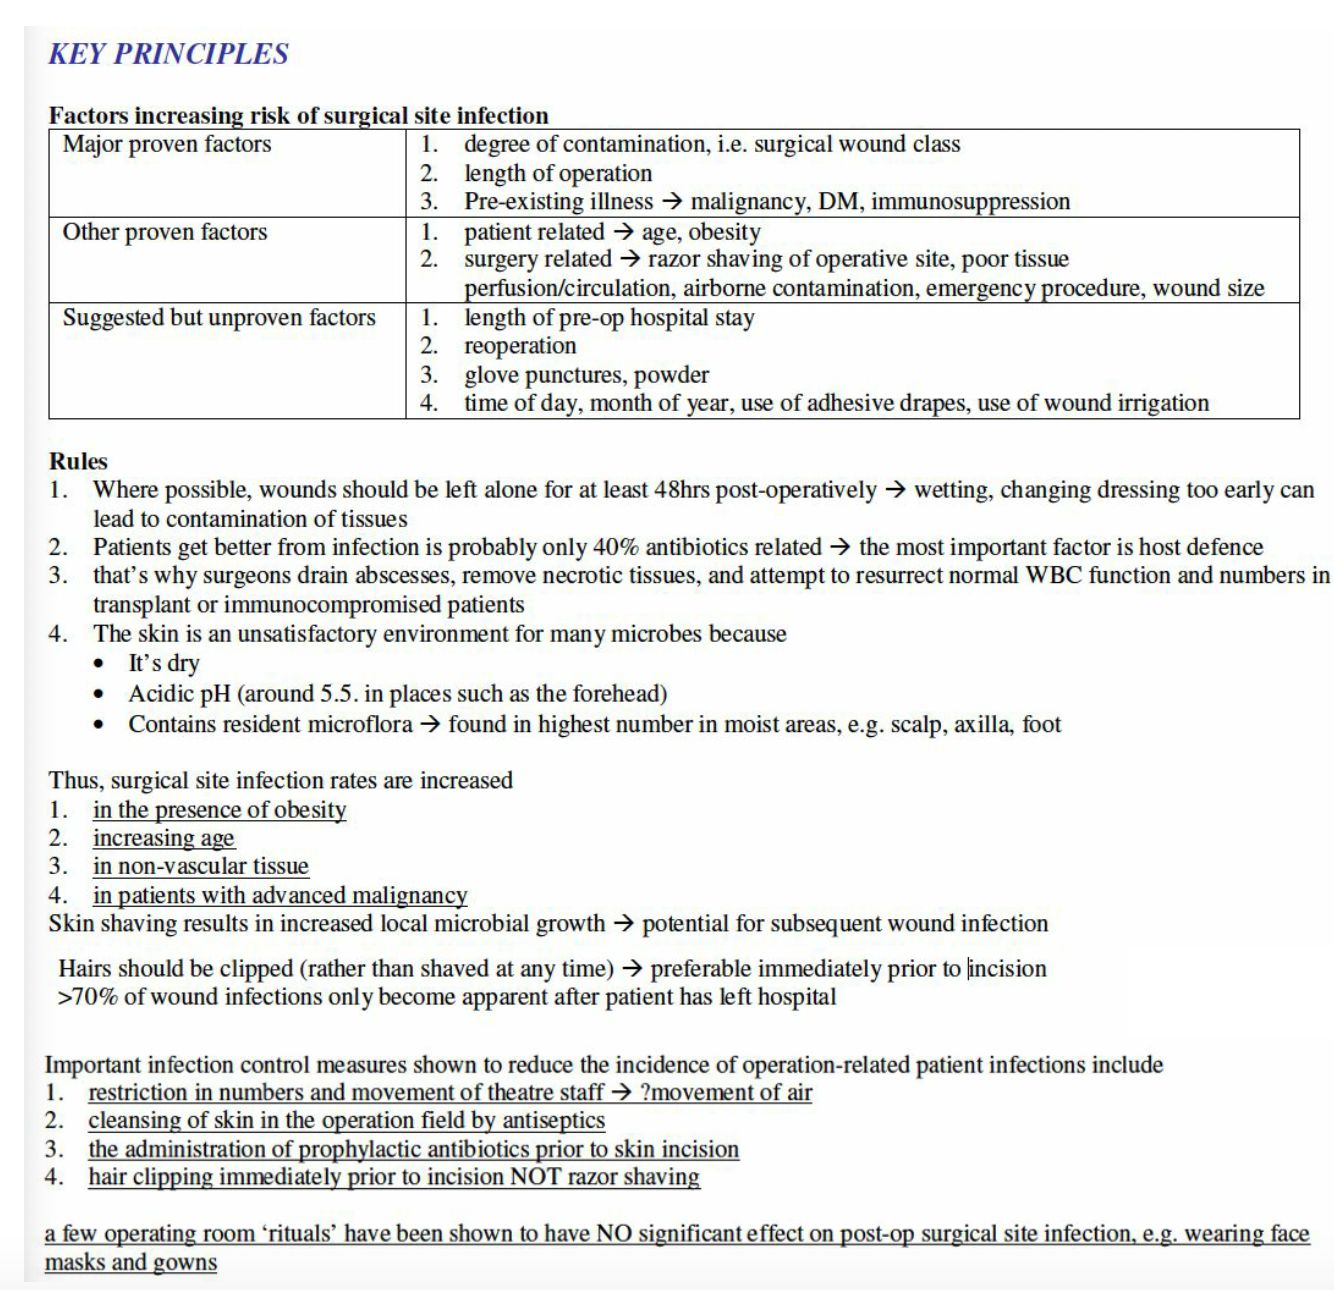 KEY PRINCIPLES
Factors increasing risk of surgical site infection
Major proven factors
1. degree of contamination, i.e. surgical wound class
2. length of operation
3. Pre-existing illness → malignancy, DM, immunosuppression
Other proven factors
1. patient related → age, obesity
2. surgery related → razor shaving of operative site, poor tissue
perfusion/circulation, airborne contamination, emergency procedure, wound size
Suggested but unproven factors
1. length of pre-op hospital stay
2. reoperation
3. glove punctures, powder
4. time of day, month of year, use of adhesive drapes, use of wound irrigation
Rules
1. Where possible, wounds should be left alone for at least 48hrs post-operatively → wetting, changing dressing too early can
lead to contamination of tissues
2. Patients get better from infection is probably only 40% antibiotics related → the most important factor is host defence
3. that's why surgeons drain abscesses, remove necrotic tissues, and attempt to resurrect normal WBC function and numbers in
transplant or immunocompromised patients
4. The skin is an unsatisfactory environment for many microbes because
• It's dry
• Acidic pH (around 5.5. in places such as the forehead)
• Contains resident microflora → found in highest number in moist areas, e.g. scalp, axilla, foot
Thus, surgical site infection rates are increased
1. in the presence of obesity
2. increasing age
3. in non-vascular tissue
4. in patients with advanced malignancy
Skin shaving results in increased local microbial growth → potential for subsequent wound infection
Hairs should be clipped (rather than shaved at any time) → preferable immediately prior to incision
>70% of wound infections only become apparent after patient has left hospital
Important infection control measures shown to reduce the incidence of operation-related patient infections include
1. restriction in numbers and movement of theatre staff → ?movement of air
2. cleansing of skin in the operation field by antiseptics
3. the administration of prophylactic antibiotics prior to skin incision
4. hair clipping immediately prior to incision NOT razor shaving
a few operating room 'rituals' have been shown to have NO significant effect on post-op surgical site infection, e.g. wearing face
masks and gowns